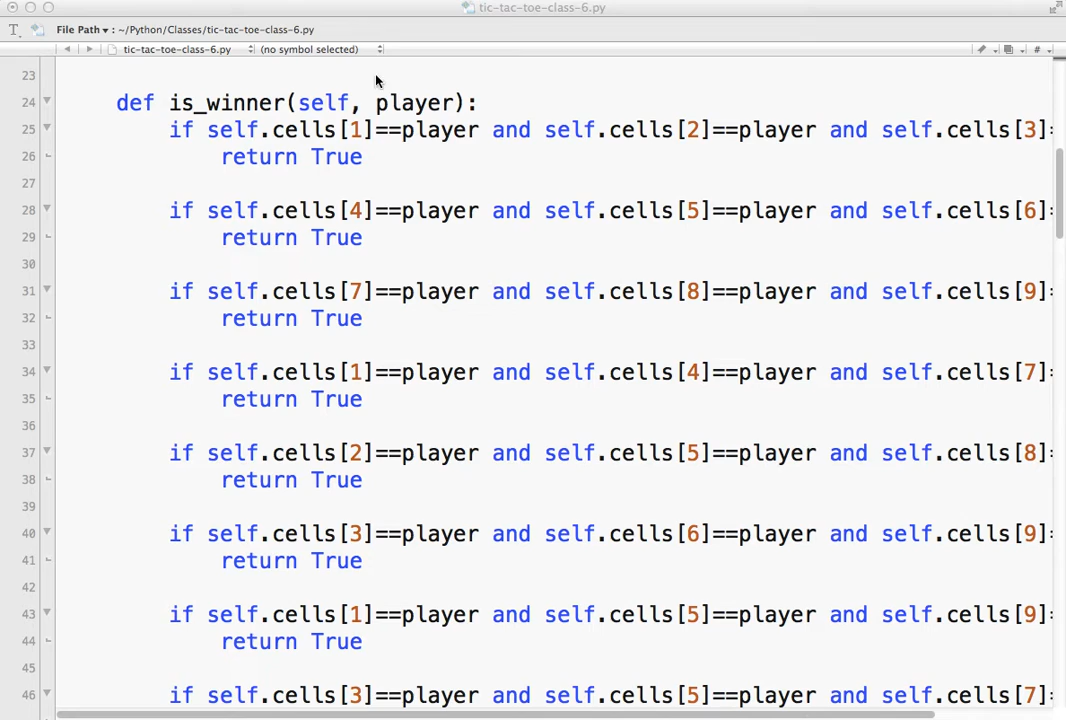 tic-tac-toe-class-6.py
File Path ▾ : ~/Python/Classes/tic-tac-toe-class-6.py
tic-tac-toe-class-6.py (no symbol selected) #
23
24 def is_winner(self, player):
25 if self.cells[1]==player and self.cells[2]==player and self.cells[3]=
26 return True
27
28 if self.cells[4]==player and self.cells[5]==player and self.cells[6]=
29 return True
30
31 if self.cells[7]==player and self.cells[8]==player and self.cells[9]=
32 return True
33
34 if self.cells[1]==player and self.cells[4]==player and self.cells[7]=
35 return True
36
37 if self.cells[2]==player and self.cells[5]==player and self.cells[8]=
38 return True
39
40 if self.cells[3]==player and self.cells[6]==player and self.cells[9]=
41 return True
42
43 if self.cells[1]==player and self.cells[5]==player and self.cells[9]=
44 return True
45
46 if self.cells[3]==player and self.cells[5]==player and self.cells[7]=